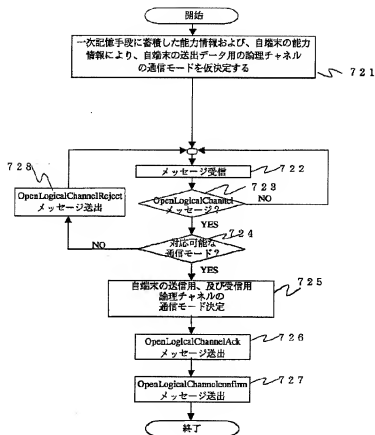 開始
一次記憶手段に蓄積した能力情報および、自端末の能力
情報により、自端末の送出データ用の論理チャネル
の通信モードを仮決定する
721
728
メッセージ受信
722
723
OpenLogicalChannelReject
メッセージ送出
OpenLogicalChannel
メッセージ?
NO
YES
724
対応可能な
通信モード?
NO
YES
自端末の送信用、及び受信用
論理チャネルの
通信モード決定
725
OpenLogicalChannelAck
メッセージ送出
726
OpenLogicalChannelconfirm
メッセージ送出
727
終了